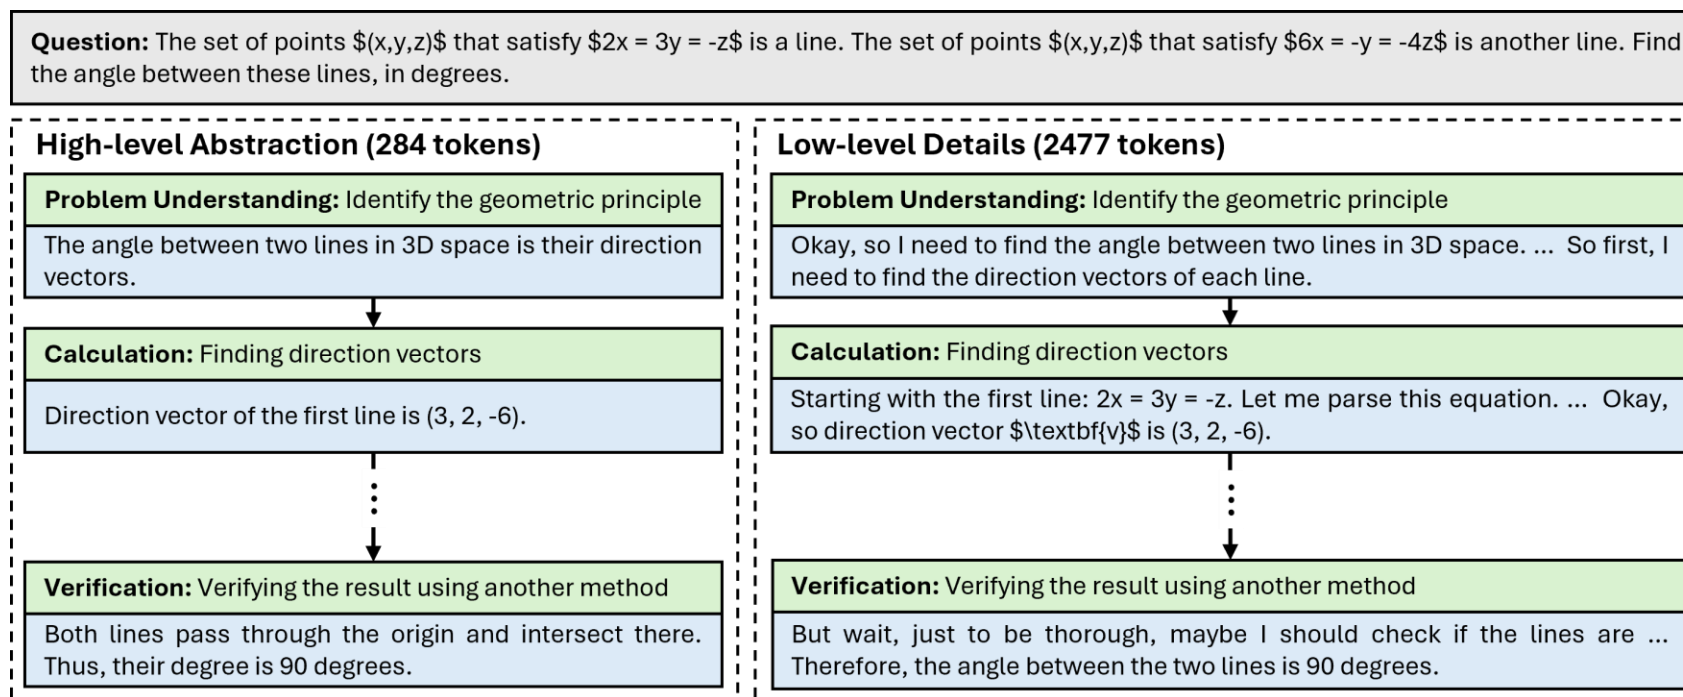 Question: The set of points $(x,y,z)$ that satisfy $2x = 3y = -z$ is a line. The set of points $(x,y,z)$ that satisfy $6x = -y = -4z$ is another line. Find
the angle between these lines, in degrees.
High-level Abstraction (284 tokens)
Problem Understanding: Identify the geometric principle
The angle between two lines in 3D space is their direction
vectors.
Calculation: Finding direction vectors
Direction vector of the first line is (3, 2, -6).
Verification: Verifying the result using another method
Both lines pass through the origin and intersect there.
Thus, their degree is 90 degrees.
Low-level Details (2477 tokens)
Problem Understanding: Identify the geometric principle
Okay, so I need to find the angle between two lines in 3D space. ... So first, I
need to find the direction vectors of each line.
Calculation: Finding direction vectors
Starting with the first line: 2x = 3y = -z. Let me parse this equation. ... Okay,
so direction vector $\textbf{v}$ is (3, 2, -6).
Verification: Verifying the result using another method
But wait, just to be thorough, maybe I should check if the lines are ...
Therefore, the angle between the two lines is 90 degrees.